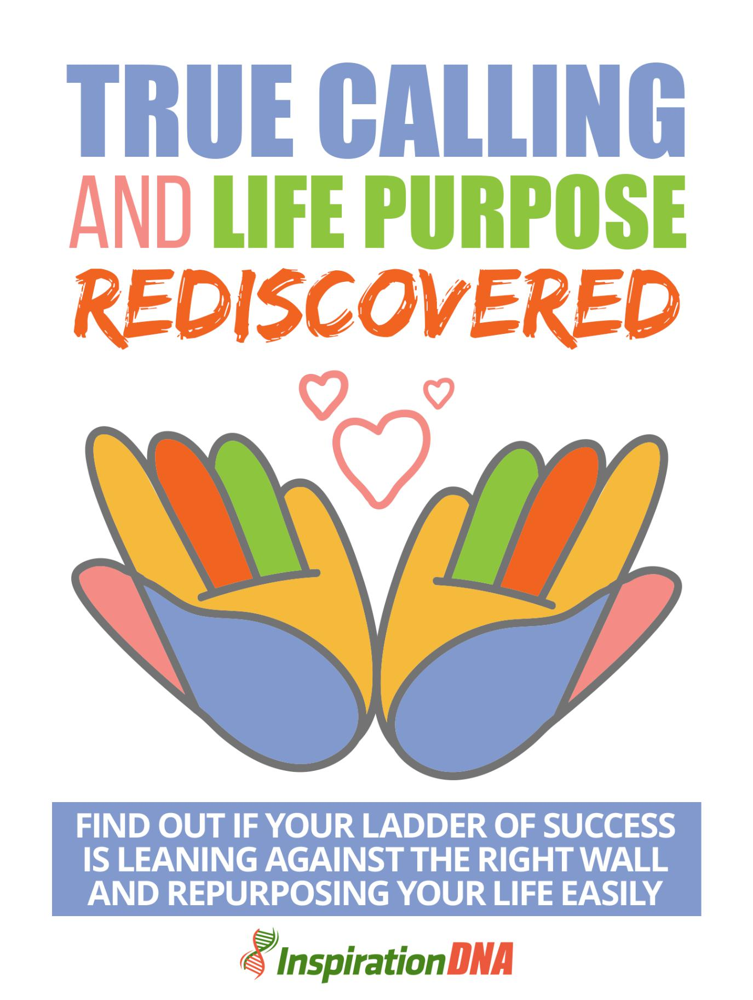 TRUE CALLING
AND LIFE PURPOSE
REDISCOVERED
FIND OUT IF YOUR LADDER OF SUCCESS
IS LEANING AGAINST THE RIGHT WALL
AND REPURPOSING YOUR LIFE EASILY
InspirationDNA